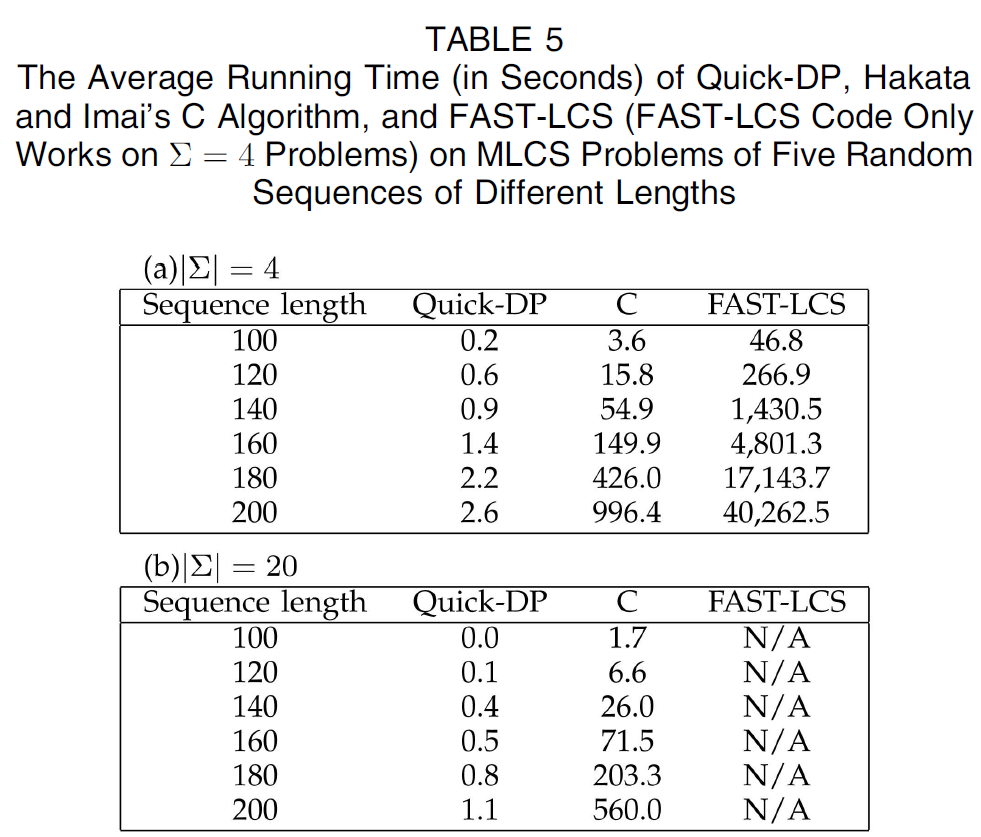 TABLE 5
The Average Running Time (in Seconds) of Quick-DP, Hakata
and Imai's C Algorithm, and FAST-LCS (FAST-LCS Code Only
Works on Σ = 4 Problems) on MLCS Problems of Five Random
Sequences of Different Lengths
(a)|Σ| = 4
Sequence length Quick-DP C FAST-LCS
100 0.2 3.6 46.8
120 0.6 15.8 266.9
140 0.9 54.9 1,430.5
160 1.4 149.9 4,801.3
180 2.2 426.0 17,143.7
200 2.6 996.4 40,262.5
(b)|Σ| = 20
Sequence length Quick-DP C FAST-LCS
100 0.0 1.7 N/A
120 0.1 6.6 N/A
140 0.4 26.0 N/A
160 0.5 71.5 N/A
180 0.8 203.3 N/A
200 1.1 560.0 N/A